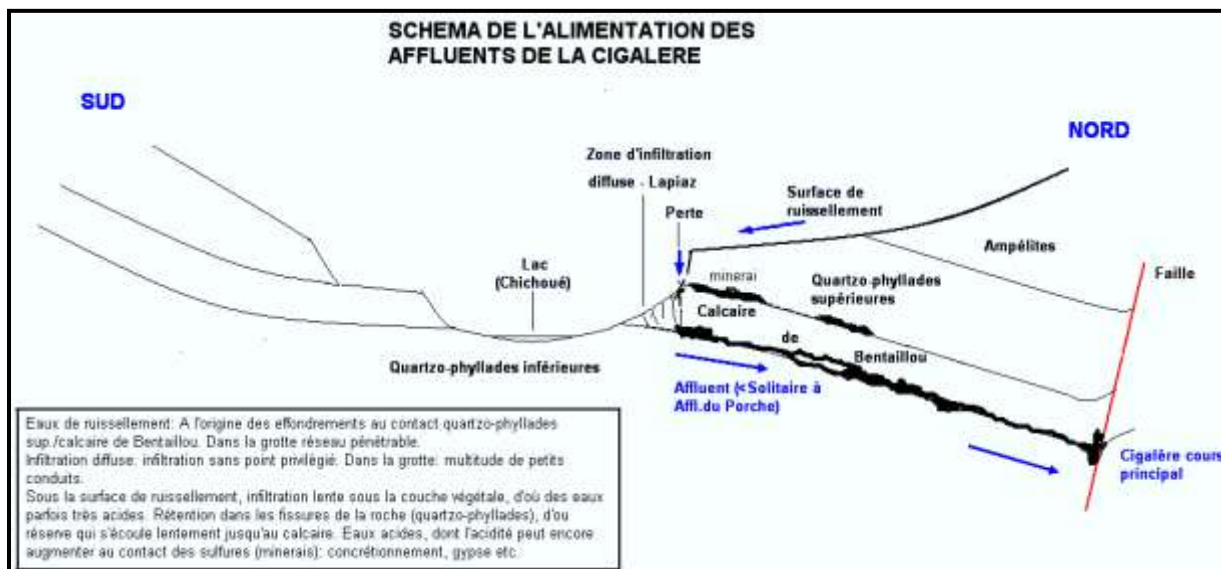 SCHEMA DE L'ALIMENTATION DES
AFFLUENTS DE LA CIGALERE
SUD
NORD
Zone d'infiltration
diffuse - Lapiaz
Surface de
ruissellement
Perte
Ampélites
Lac
(Chichoué)
minerai
Quartzo-phyllades
supérieures
Faille
Calcaire
de
Bentaillou
Quartzo-phyllades inférieures
Affluent (<Solitaire à
Affl.du Porche)
Cigalère cours
principal
Eaux de ruissellement: A l'origine des effondrements au contact quartzo-phyllades
sup./calcaire de Bentaillou. Dans la grotte réseau pénétrable.
Infiltration diffuse: infiltration sans point privilégié. Dans la grotte: multitude de petits
conduits.
Sous la surface de ruissellement, infiltration lente sous la couche végétale, d'où des eaux
parfois très acides. Rétention dans les fissures de la roche (quartzo-phyllades), d'ou
réserve qui s'écoule lentement jusqu'au calcaire. Eaux acides, dont l'acidité peut encore
augmenter au contact des sulfures (minerais): concrétionnement, gypse etc.